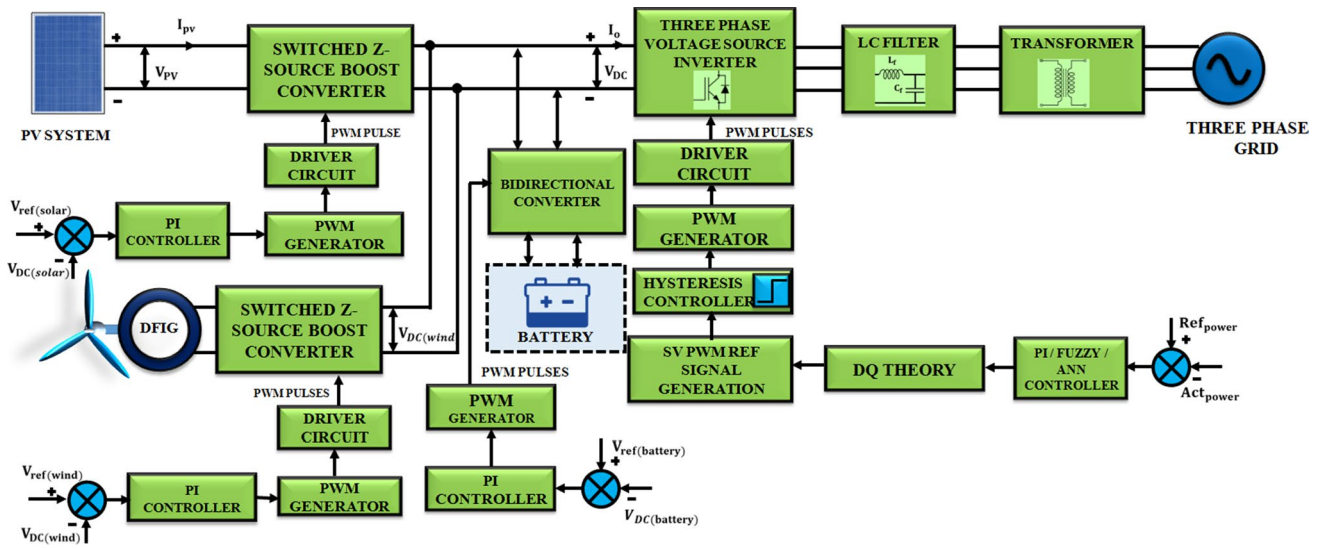 I_pv
+
V_PV
-
PV SYSTEM
SWITCHED Z-
SOURCE BOOST
CONVERTER
PWM PULSE
DRIVER
CIRCUIT
PWM
GENERATOR
PI
CONTROLLER
V_ref(solar)
+
-
V_DC(solar)
I_o
+
V_DC
-
THREE PHASE
VOLTAGE SOURCE
INVERTER
LC FILTER
L_f
C_f
TRANSFORMER
THREE PHASE
GRID
PWM PULSES
DRIVER
CIRCUIT
PWM
GENERATOR
HYSTERESIS
CONTROLLER
SV PWM REF
SIGNAL
GENERATION
DQ THEORY
PI / FUZZY /
ANN
CONTROLLER
Ref_power
+
-
Act_power
BIDIRECTIONAL
CONVERTER
BATTERY
PWM PULSES
PWM
GENERATOR
PI
CONTROLLER
V_ref(battery)
+
-
V_DC(battery)
DFIG
SWITCHED Z-
SOURCE BOOST
CONVERTER
V_DC(wind
PWM PULSES
DRIVER
CIRCUIT
PWM
GENERATOR
PI
CONTROLLER
V_ref(wind)
+
-
V_DC(wind)